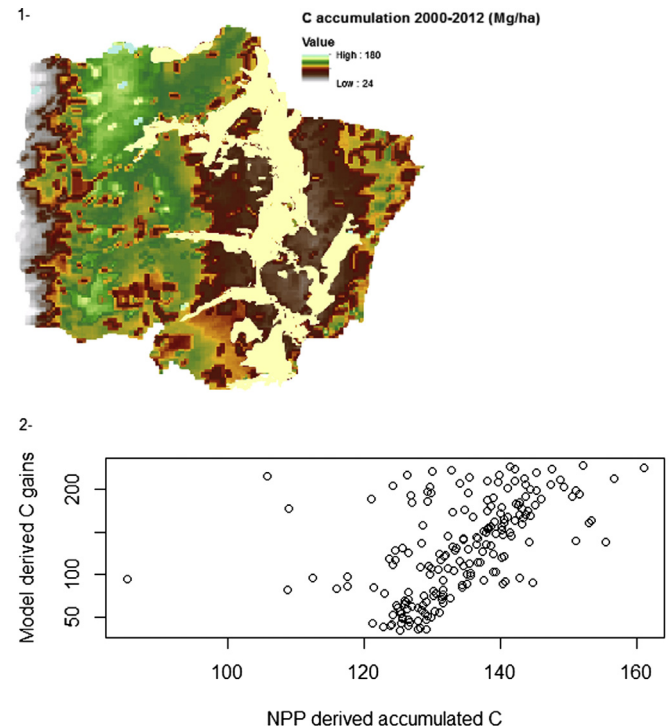 1-
C accumulation 2000-2012 (Mg/ha)
Value
High : 180
Low : 24
2-
Model derived C gains
200
100
50
100
120
140
160
NPP derived accumulated C